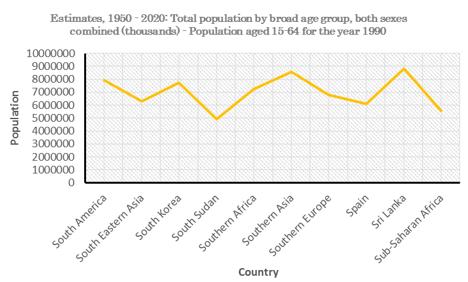 Estimates, 1950 - 2020: Total population by broad age group, both sexes
combined (thousands) - Population aged 15-64 for the year 1990
10000000
9000000
8000000
7000000
6000000
5000000
4000000
3000000
2000000
1000000
0
Population
South America
South Eastern Asia
South Korea
South Sudan
Southern Africa
Southern Asia
Southern Europe
Spain
Sri Lanka
Sub-Saharan Africa
Country